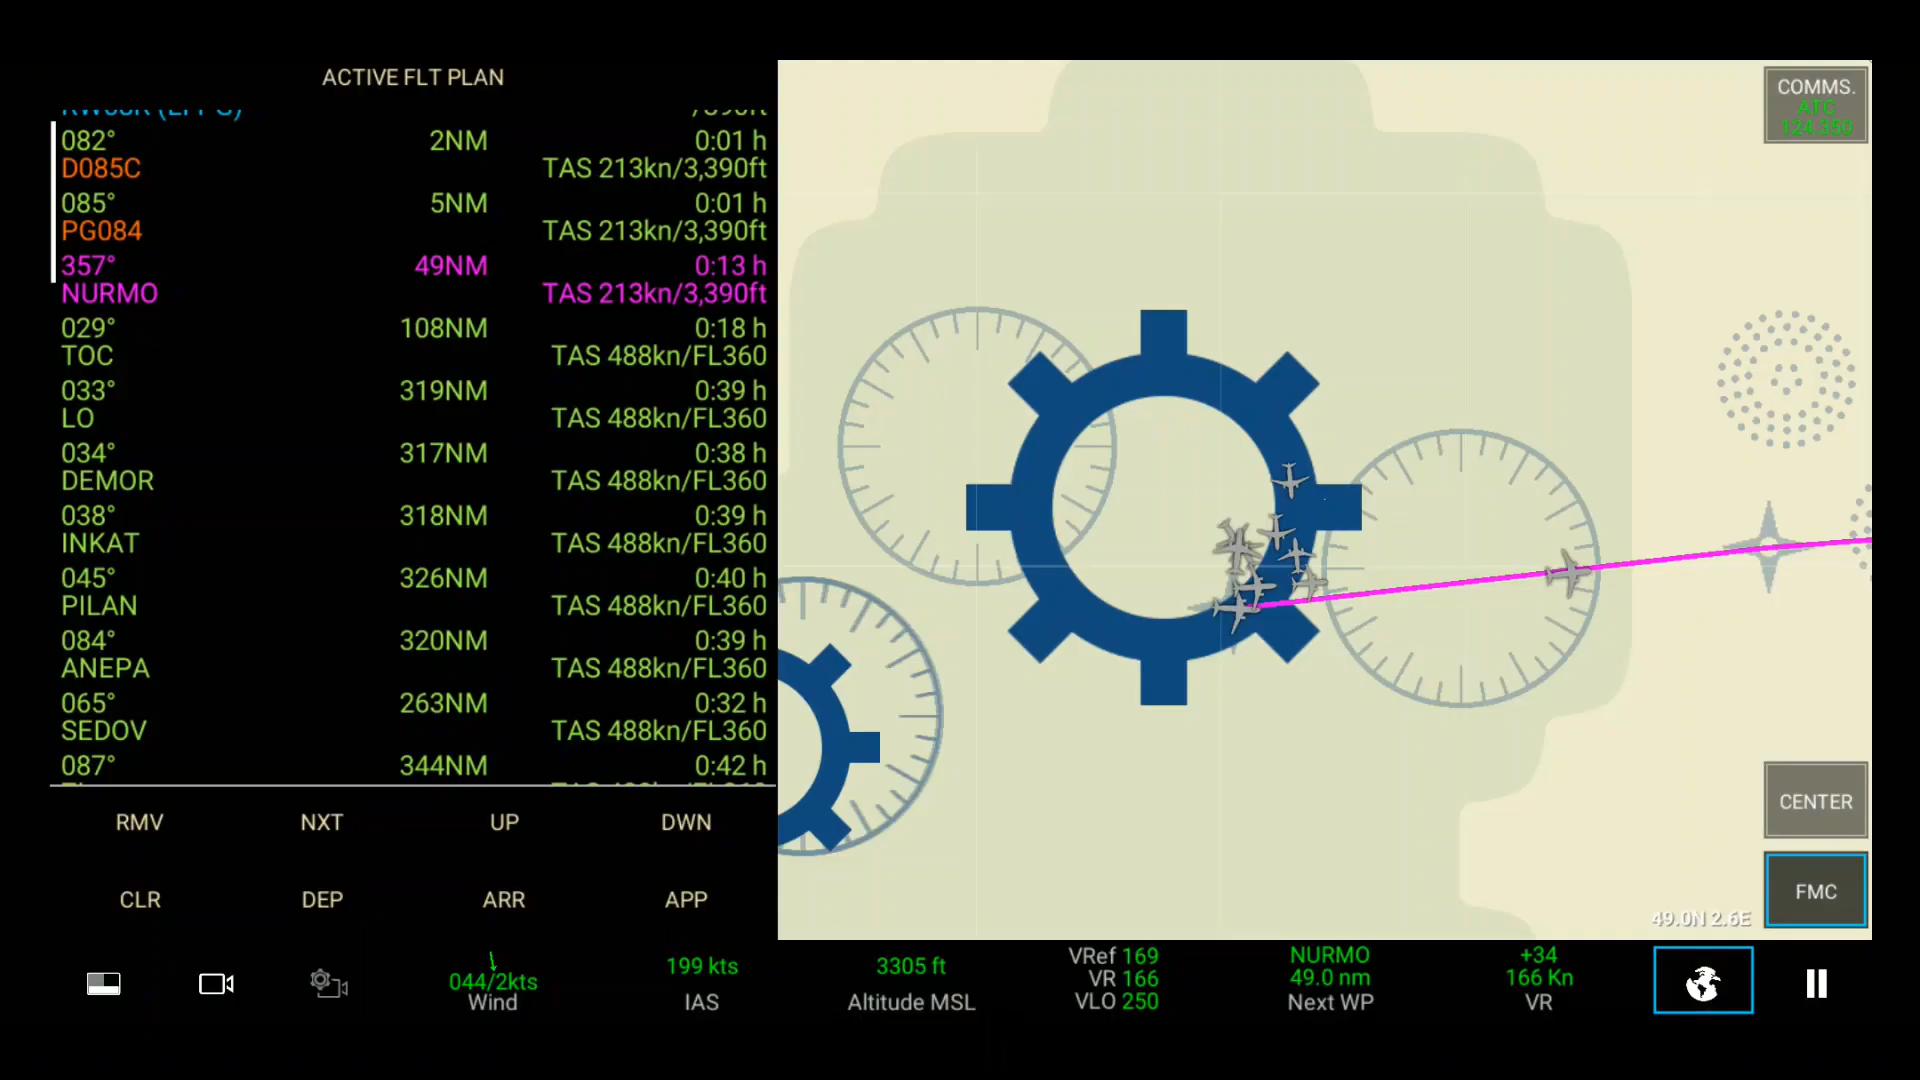 ACTIVE FLT PLAN
082° 2NM 0:01 h
D085C TAS 213kn/3,390ft
085° 5NM 0:01 h
PG084 TAS 213kn/3,390ft
357° 49NM 0:13 h
NURMO TAS 213kn/3,390ft
029° 108NM 0:18 h
TOC TAS 488kn/FL360
033° 319NM 0:39 h
LO TAS 488kn/FL360
034° 317NM 0:38 h
DEMOR TAS 488kn/FL360
038° 318NM 0:39 h
INKAT TAS 488kn/FL360
045° 326NM 0:40 h
PILAN TAS 488kn/FL360
084° 320NM 0:39 h
ANEPA TAS 488kn/FL360
065° 263NM 0:32 h
SEDOV TAS 488kn/FL360
087° 344NM 0:42 h
RMV NXT UP DWN
CLR DEP ARR APP
COMMS.
ATC
124.350
CENTER
FMC
49.0N 2.6E
044/2kts
Wind
199 kts
IAS
3305 ft
Altitude MSL
VRef 169
VR 166
VLO 250
NURMO
49.0 nm
Next WP
+34
166 Kn
VR